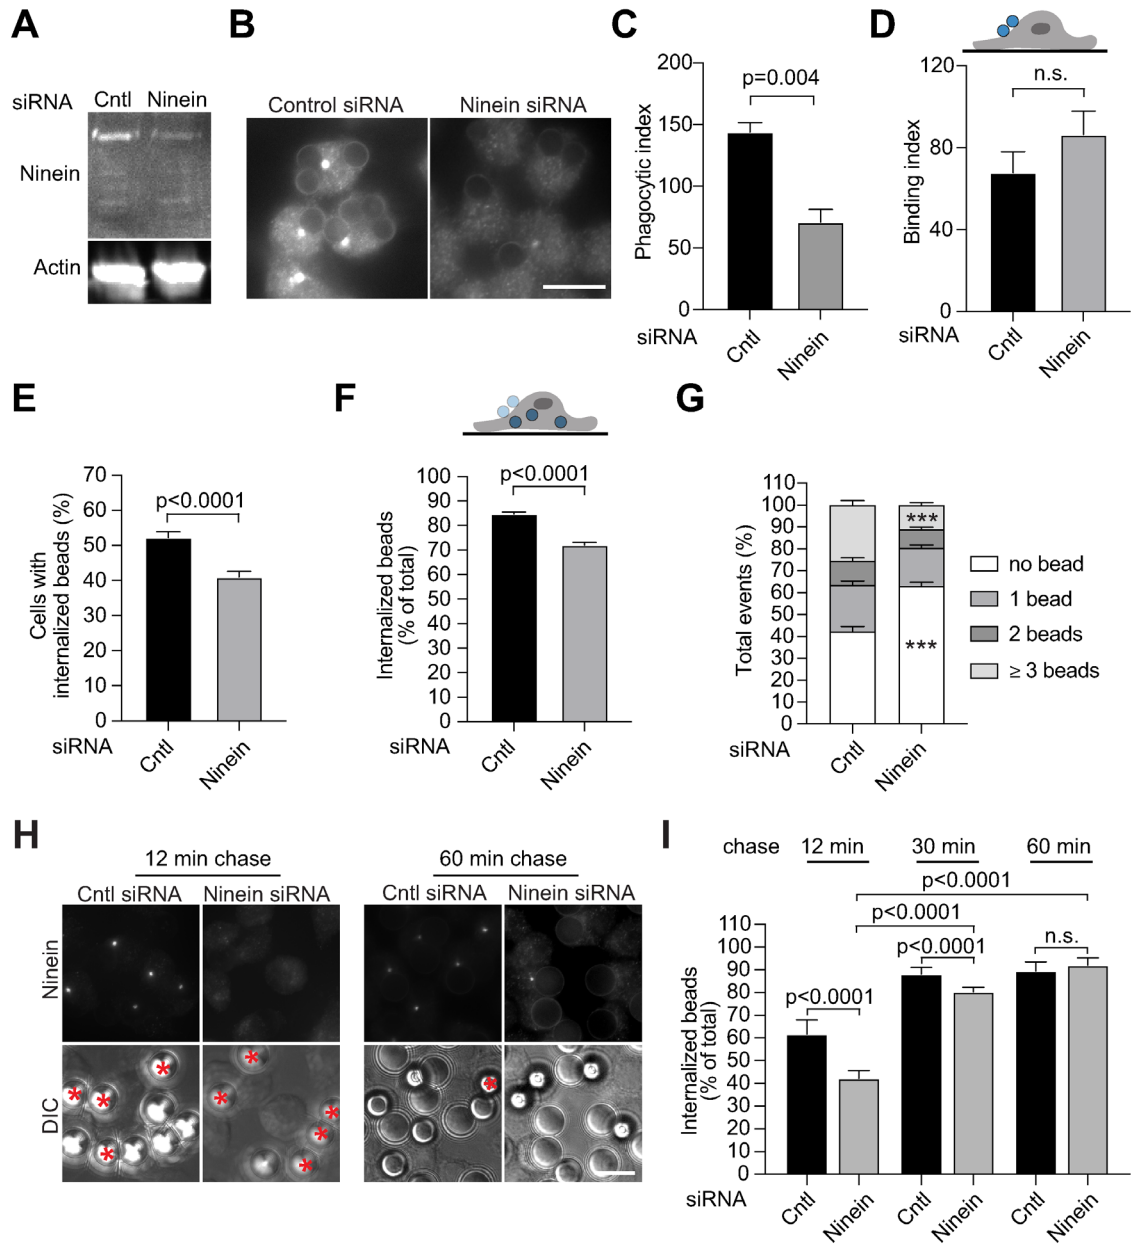 A
siRNA
Cntl Ninein
Ninein
Actin
B
Control siRNA
Ninein siRNA
C
Phagocytic index
200
150
100
50
0
p=0.004
siRNA
Cntl
Ninein
D
Binding index
120
80
40
0
n.s.
siRNA
Cntl
Ninein
E
Cells with
internalized beads (%)
70
60
50
40
30
20
10
0
p<0.0001
siRNA
Cntl
Ninein
F
Internalized beads
(% of total)
100
90
80
70
60
50
40
30
20
10
0
p<0.0001
siRNA
Cntl
Ninein
G
Total events (%)
110
100
90
80
70
60
50
40
30
20
10
0
***
***
no bead
1 bead
2 beads
≥ 3 beads
siRNA
Cntl
Ninein
H
12 min chase
60 min chase
Cntl siRNA
Ninein siRNA
Cntl siRNA
Ninein siRNA
Ninein
DIC
* * * * * * * * * *
I
chase 12 min 30 min 60 min
p<0.0001
p<0.0001
p<0.0001
n.s.
p<0.0001
Internalized beads
(% of total)
110
100
90
80
70
60
50
40
30
20
10
0
siRNA
Cntl
Ninein
Cntl
Ninein
Cntl
Ninein